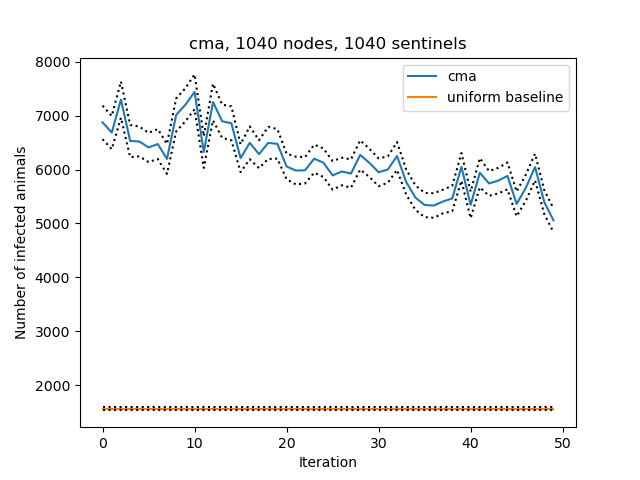 cma, 1040 nodes, 1040 sentinels
cma
uniform baseline
Number of infected animals
8000
7000
6000
5000
4000
3000
2000
0
10
20
30
40
50
Iteration